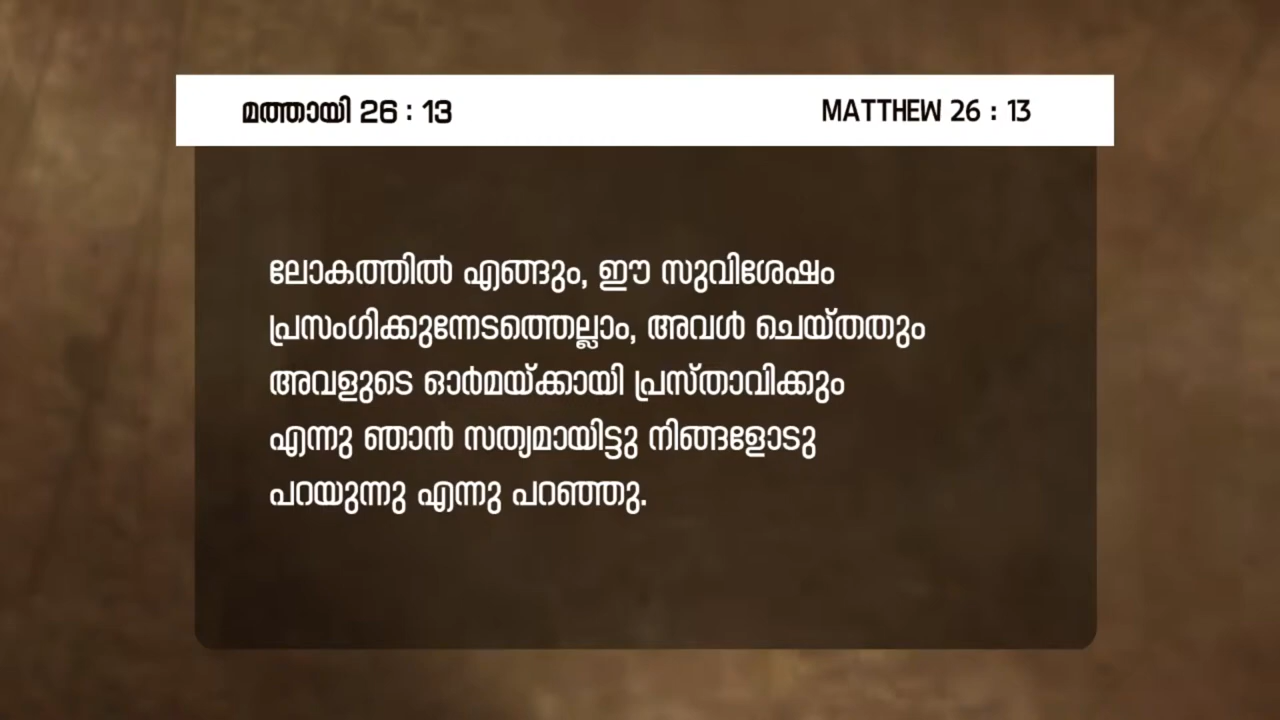 മത്തായി 26 : 13
MATTHEW 26 : 13
ലോകത്തിൽ എങ്ങും, ഈ സുവിശേഷം
പ്രസംഗിക്കുന്നേടത്തെല്ലാം, അവൾ ചെയ്തതും
അവളുടെ ഓർമയ്ക്കായി പ്രസ്താവിക്കും
എന്നു ഞാൻ സത്യമായിട്ടു നിങ്ങളോടു
പറയുന്നു എന്നു പറഞ്ഞു.